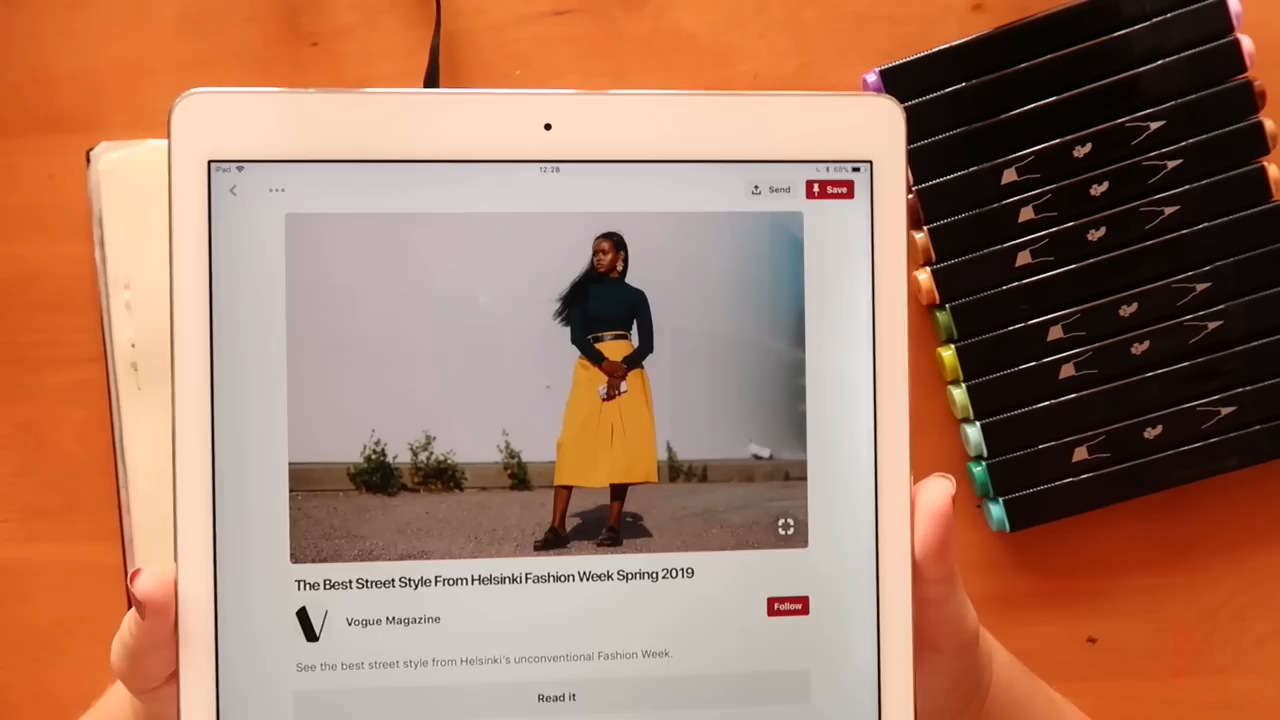 iPad 12:28 68%
Send Save
The Best Street Style From Helsinki Fashion Week Spring 2019
Vogue Magazine Follow
See the best street style from Helsinki's unconventional Fashion Week.
Read it